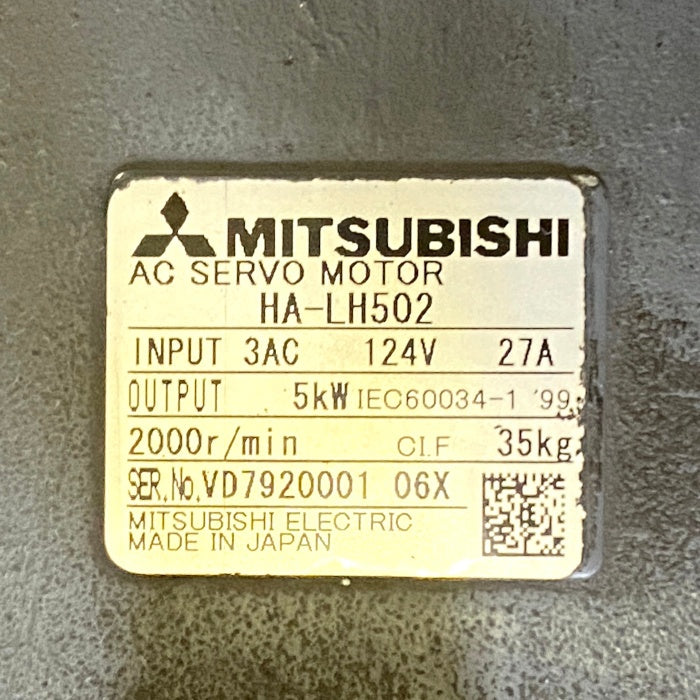 MITSUBISHI
AC SERVO MOTOR
HA-LH502
INPUT 3AC 124V 27A
OUTPUT 5kW IEC60034-1 '99
2000r/min CI.F 35kg
SER.No.VD7920001 06X
MITSUBISHI ELECTRIC
MADE IN JAPAN